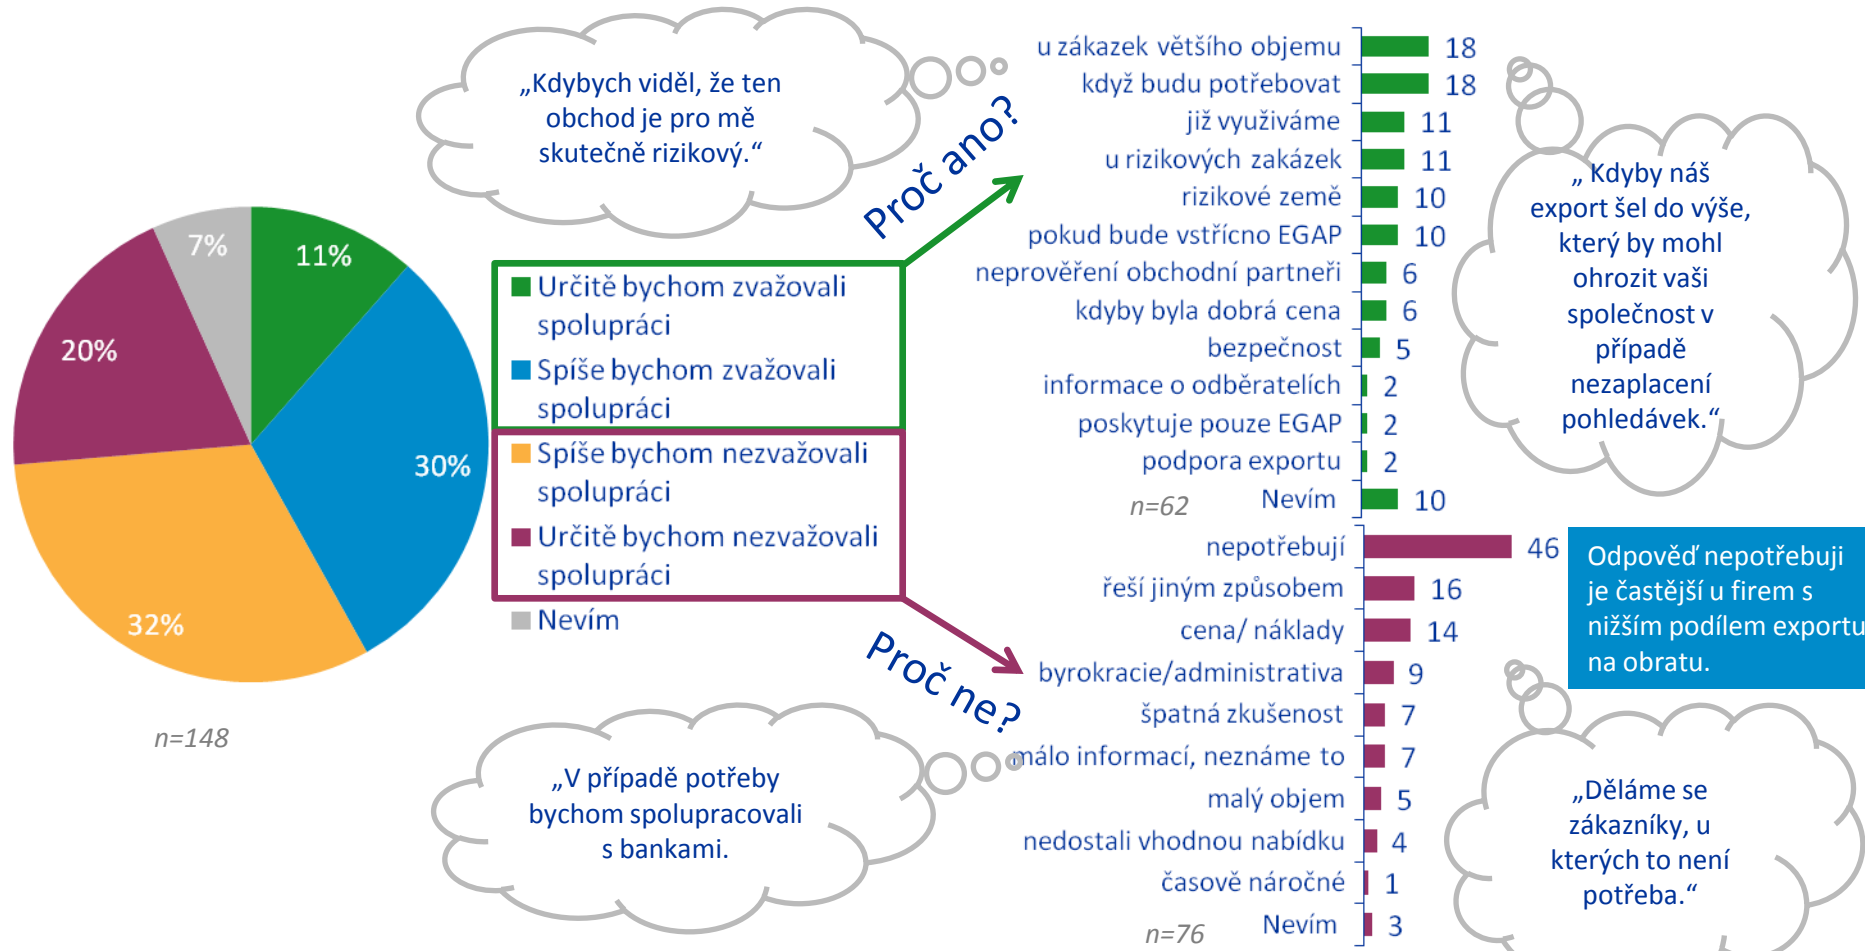 „Kdybych viděl, že ten
obchod je pro mě
skutečně rizikový.“
Proč ano?
11%
30%
32%
20%
7%
n=148
Určitě bychom zvažovali
spolupráci
Spíše bychom zvažovali
spolupráci
Spíše bychom nezvažovali
spolupráci
Určitě bychom nezvažovali
spolupráci
Nevím
u zákazek většího objemu 18
když budu potřebovat 18
již využiváme 11
u rizikových zakázek 11
rizikové země 10
pokud bude vstřícno EGAP 10
neprověření obchodní partneři 6
kdyby byla dobrá cena 6
bezpečnost 5
informace o odběratelích 2
poskytuje pouze EGAP 2
podpora exportu 2
Nevím 10
n=62
„ Kdyby náš
export šel do výše,
který by mohl
ohrozit vaši
společnost v
případě
nezaplacení
pohledávek.“
Proč ne?
nepotřebují 46
řeší jiným způsobem 16
cena/ náklady 14
byrokracie/administrativa 9
špatná zkušenost 7
málo informací, neznáme to 7
malý objem 5
nedostali vhodnou nabídku 4
časově náročné 1
Nevím 3
n=76
Odpověď nepotřebuji
je častější u firem s
nižším podílem exportu
na obratu.
„V případě potřeby
bychom spolupracovali
s bankami.
„Děláme se
zákazníky, u
kterých to není
potřeba.“